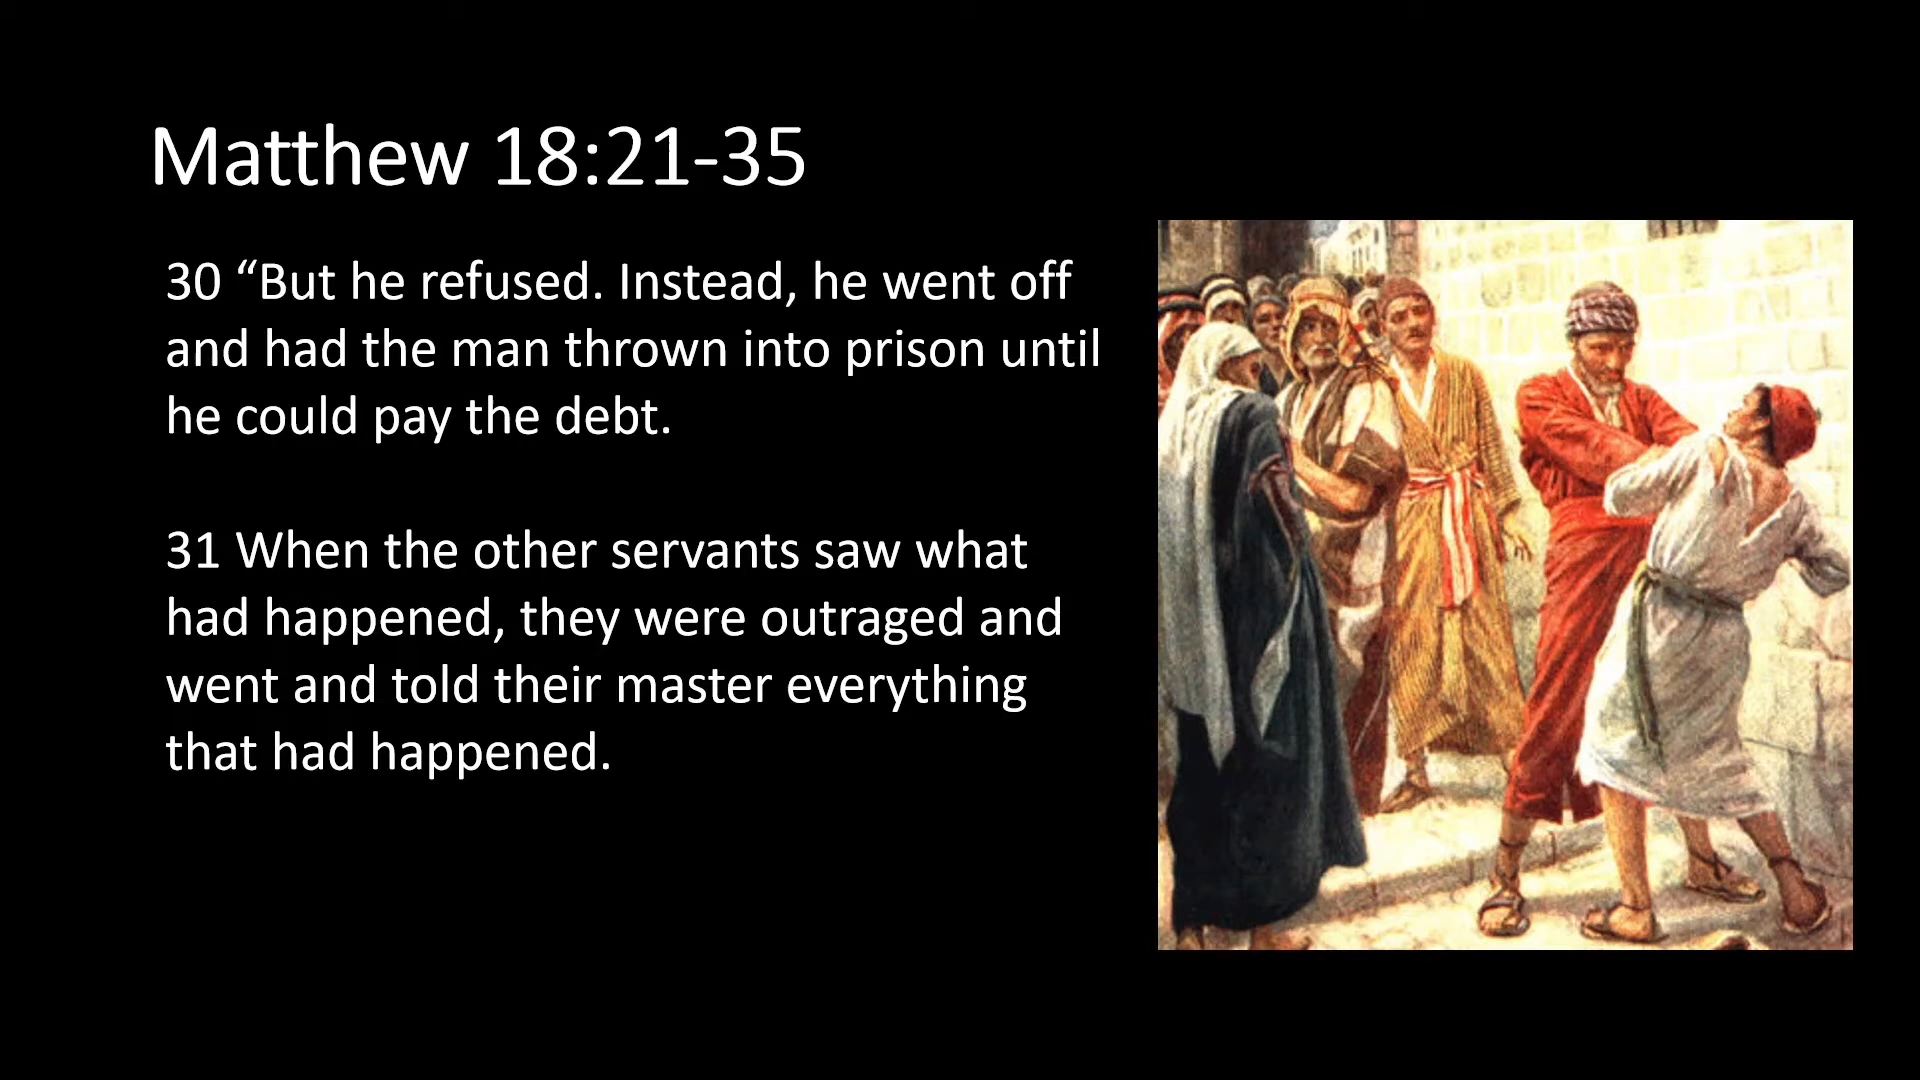 Matthew 18:21-35
30 “But he refused. Instead, he went off
and had the man thrown into prison until
he could pay the debt.
31 When the other servants saw what
had happened, they were outraged and
went and told their master everything
that had happened.